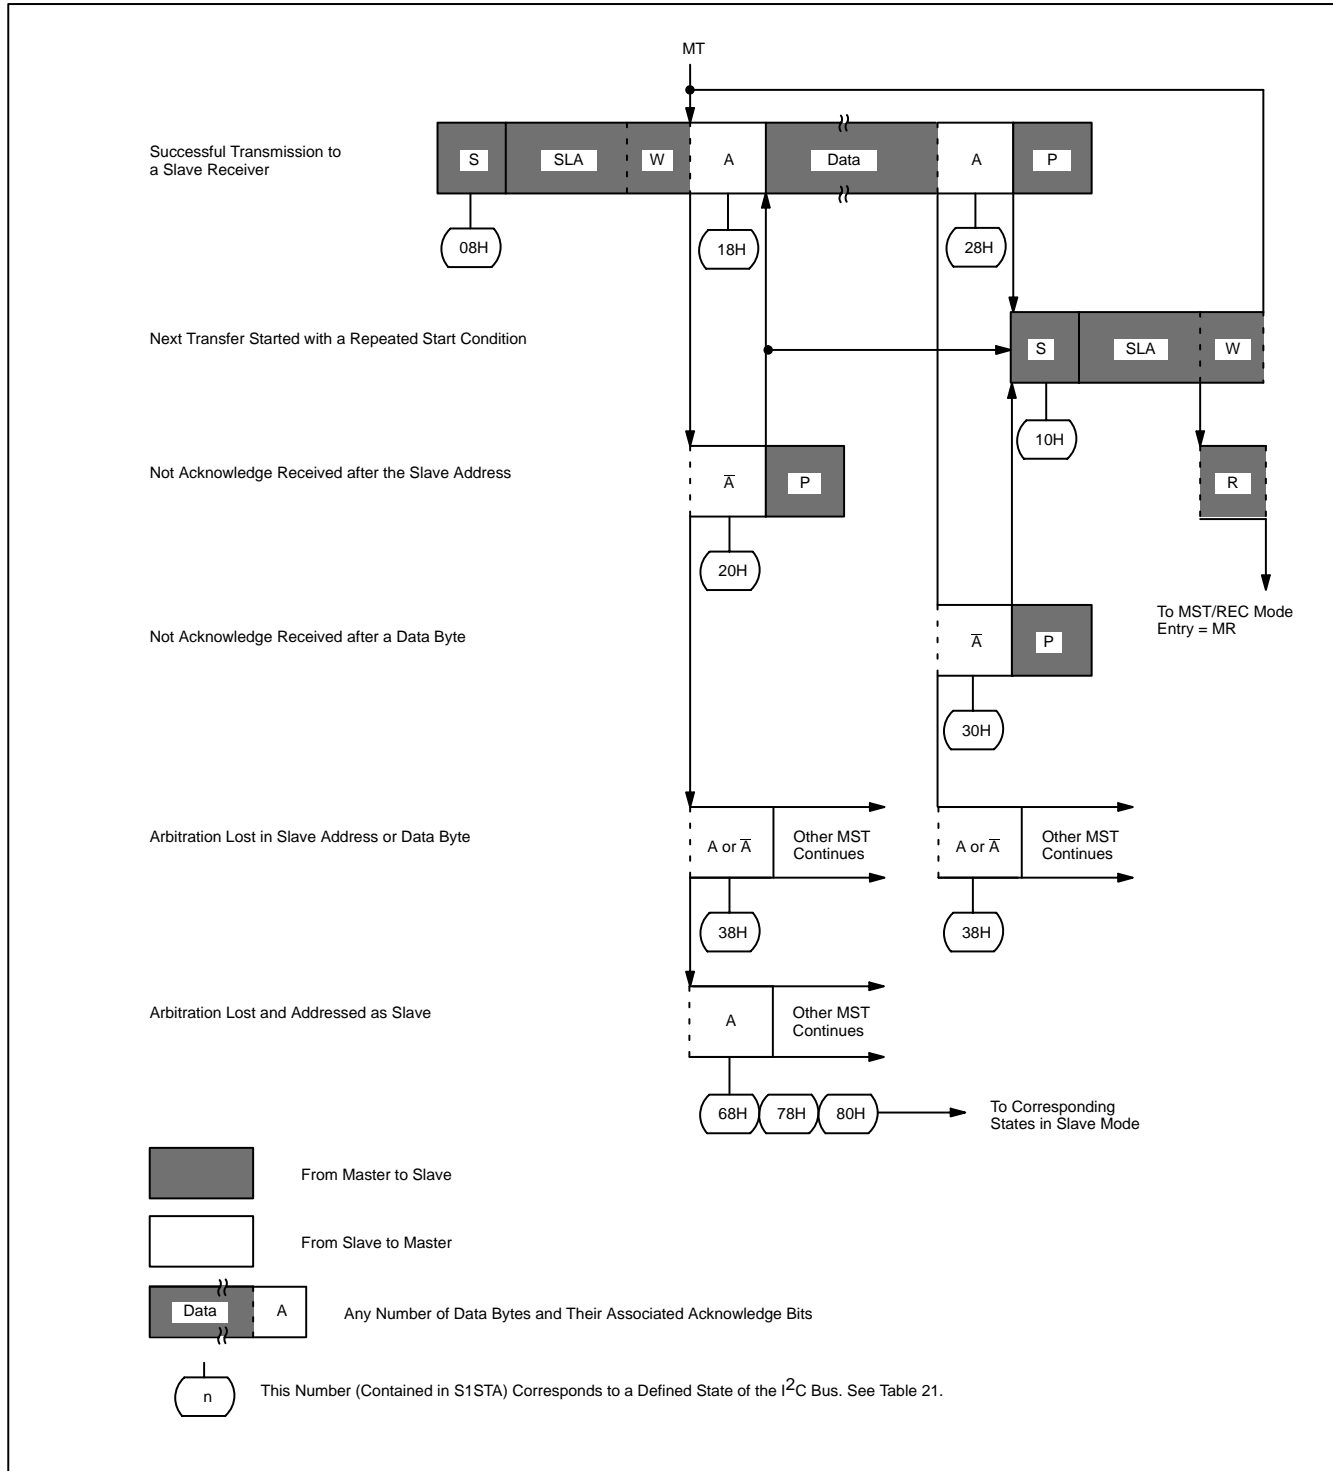 MT
Successful Transmission to
a Slave Receiver
S SLA W A Data A P
08H 18H 28H
Next Transfer Started with a Repeated Start Condition
S SLA W
10H
Not Acknowledge Received after the Slave Address
A̅ P
R
20H
To MST/REC Mode
Entry = MR
Not Acknowledge Received after a Data Byte
A̅ P
30H
Arbitration Lost in Slave Address or Data Byte
A or A̅ Other MST
Continues
A or A̅ Other MST
Continues
38H 38H
Arbitration Lost and Addressed as Slave
A Other MST
Continues
68H 78H 80H
To Corresponding
States in Slave Mode
From Master to Slave
From Slave to Master
Data A Any Number of Data Bytes and Their Associated Acknowledge Bits
n This Number (Contained in S1STA) Corresponds to a Defined State of the I²C Bus. See Table 21.